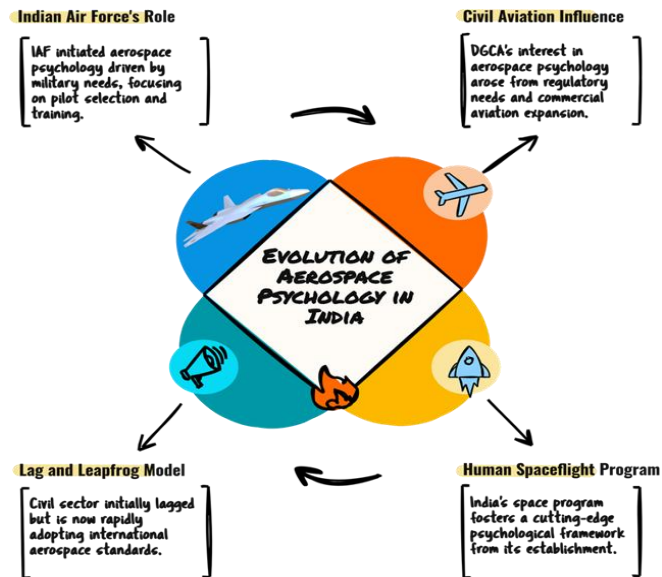 Indian Air Force's Role
IAF initiated aerospace
psychology driven by
military needs, focusing
on pilot selection and
training.
Civil Aviation Influence
DGCA's interest in
aerospace psychology
arose from regulatory
needs and commercial
aviation expansion.
EVOLUTION OF
AEROSPACE
PSYCHOLOGY IN
INDIA
Lag and Leapfrog Model
Civil sector initially lagged
but is now rapidly
adopting international
aerospace standards.
Human Spaceflight Program
India's space program
fosters a cutting-edge
psychological framework
from its establishment.